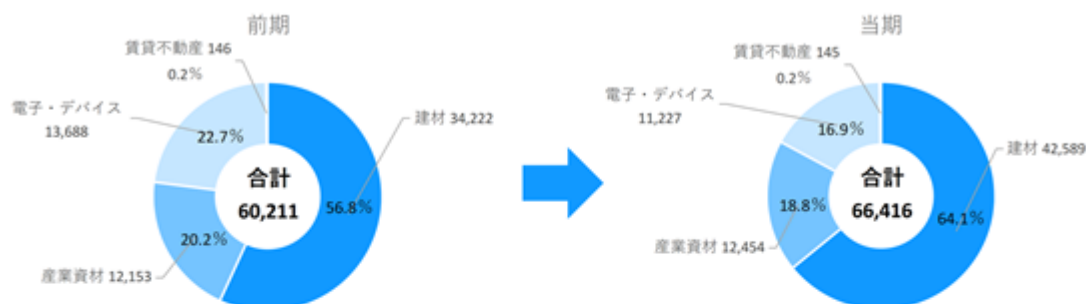 前期
賃貸不動産 146
0.2%
電子・デバイス
13,688
22.7%
建材 34,222
合計
60,211
56.8%
20.2%
産業資材 12,153
当期
賃貸不動産 145
0.2%
電子・デバイス
11,227
16.9%
建材 42,589
合計
66,416
18.8%
64.1%
産業資材 12,454